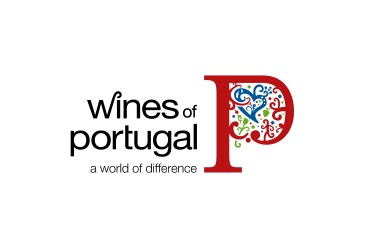 wines of
portugal
a world of difference
P